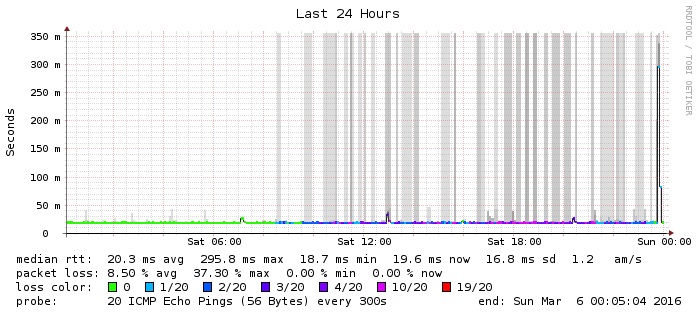 Last 24 Hours
RRDTOOL / TOBI OETIKER
Seconds
350 m
300 m
250 m
200 m
150 m
100 m
50 m
0
Sat 06:00 Sat 12:00 Sat 18:00 Sun 00:00
median rtt: 20.3 ms avg 295.8 ms max 18.7 ms min 19.6 ms now 16.8 ms sd 1.2 am/s
packet loss: 8.50 % avg 37.30 % max 0.00 % min 0.00 % now
loss color: 0 1/20 2/20 3/20 4/20 10/20 19/20
probe: 20 ICMP Echo Pings (56 Bytes) every 300s end: Sun Mar 6 00:05:04 2016